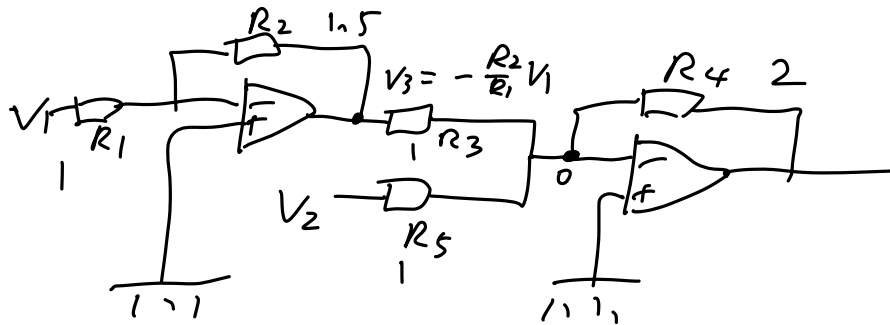 R2 1.5
V3 = - R2/R1 V1
R4 2
V1
R1
1
-
+
1 R3
0
-
+
V2
R5
1